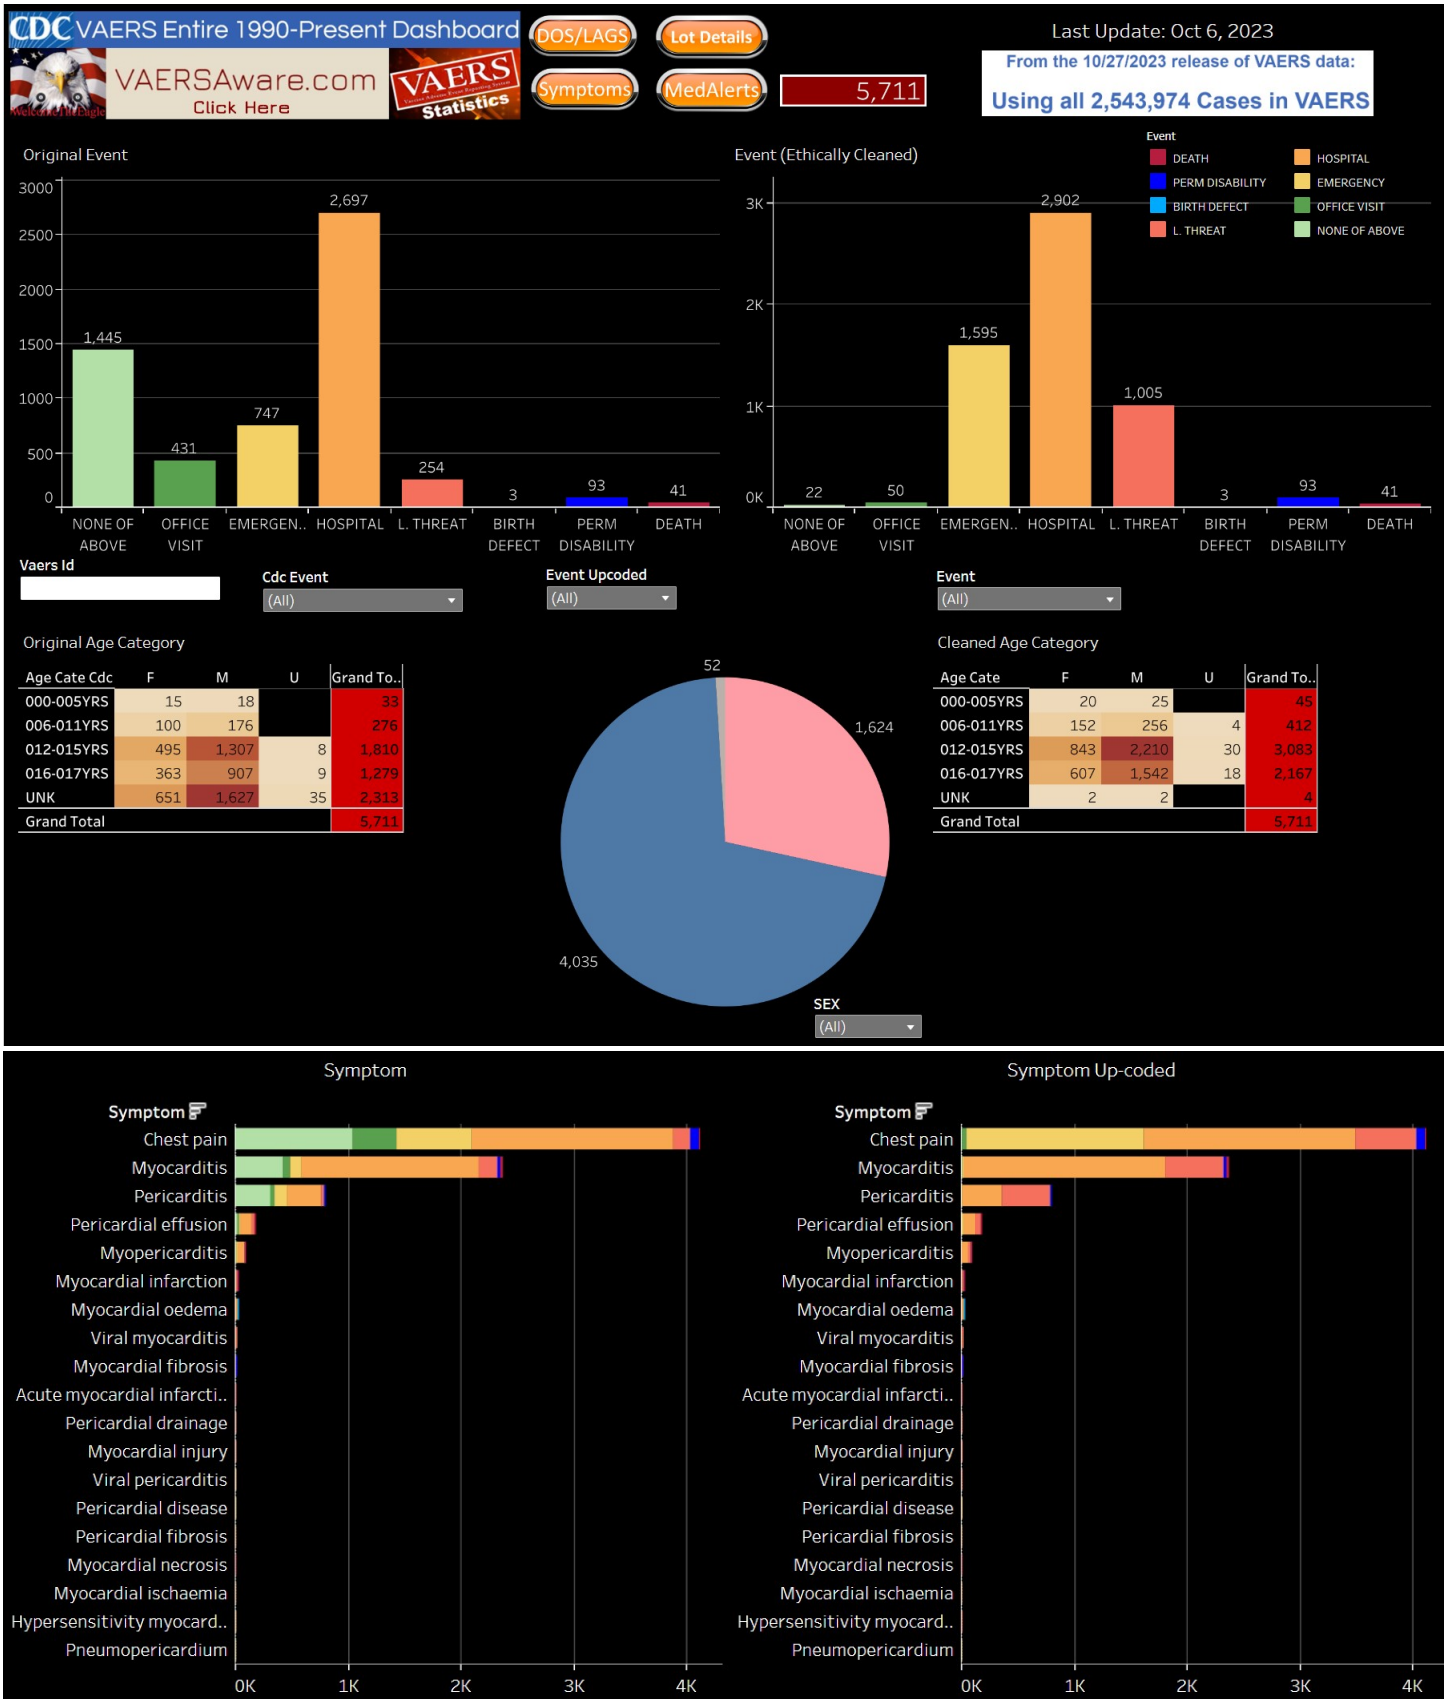 CDC VAERS Entire 1990-Present Dashboard
WelcomeTheEagle
VAERSAware.com
Click Here
VAERS
Statistics
DOS/LAGS
Lot Details
Symptoms
MedAlerts
5,711
Last Update: Oct 6, 2023
From the 10/27/2023 release of VAERS data:
Using all 2,543,974 Cases in VAERS
Original Event
3000
2500
2000
1500
1000
500
0
1,445
431
747
2,697
254
3
93
41
NONE OF ABOVE
OFFICE VISIT
EMERGEN..
HOSPITAL
L. THREAT
BIRTH DEFECT
PERM DISABILITY
DEATH
Event (Ethically Cleaned)
Event
DEATH
HOSPITAL
PERM DISABILITY
EMERGENCY
BIRTH DEFECT
OFFICE VISIT
L. THREAT
NONE OF ABOVE
3K
2K
1K
0K
22
50
1,595
2,902
1,005
3
93
41
NONE OF ABOVE
OFFICE VISIT
EMERGEN..
HOSPITAL
L. THREAT
BIRTH DEFECT
PERM DISABILITY
DEATH
Vaers Id
Cdc Event
(All)
Event Upcoded
(All)
Event
(All)
Original Age Category
Age Cate Cdc F M U Grand To..
000-005YRS 15 18 33
006-011YRS 100 176 276
012-015YRS 495 1,307 8 1,810
016-017YRS 363 907 9 1,279
UNK 651 1,627 35 2,313
Grand Total 5,711
52
1,624
4,035
SEX
(All)
Cleaned Age Category
Age Cate F M U Grand To..
000-005YRS 20 25 45
006-011YRS 152 256 4 412
012-015YRS 843 2,210 30 3,083
016-017YRS 607 1,542 18 2,167
UNK 2 2 4
Grand Total 5,711
Symptom
Symptom
Chest pain
Myocarditis
Pericarditis
Pericardial effusion
Myopericarditis
Myocardial infarction
Myocardial oedema
Viral myocarditis
Myocardial fibrosis
Acute myocardial infarcti..
Pericardial drainage
Myocardial injury
Viral pericarditis
Pericardial disease
Pericardial fibrosis
Myocardial necrosis
Myocardial ischaemia
Hypersensitivity myocard..
Pneumopericardium
0K 1K 2K 3K 4K
Symptom Up-coded
Symptom
Chest pain
Myocarditis
Pericarditis
Pericardial effusion
Myopericarditis
Myocardial infarction
Myocardial oedema
Viral myocarditis
Myocardial fibrosis
Acute myocardial infarcti..
Pericardial drainage
Myocardial injury
Viral pericarditis
Pericardial disease
Pericardial fibrosis
Myocardial necrosis
Myocardial ischaemia
Hypersensitivity myocard..
Pneumopericardium
0K 1K 2K 3K 4K